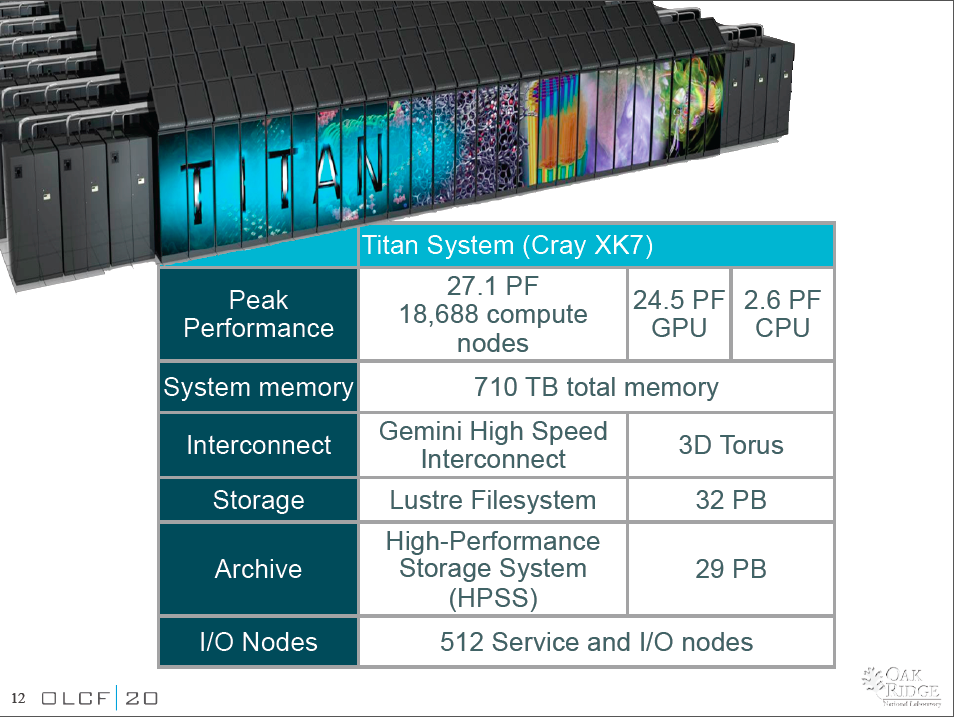 TITAN
Titan System (Cray XK7)
Peak
Performance
27.1 PF
18,688 compute
nodes
24.5 PF
GPU
2.6 PF
CPU
System memory
710 TB total memory
Interconnect
Gemini High Speed
Interconnect
3D Torus
Storage
Lustre Filesystem
32 PB
Archive
High-Performance
Storage System
(HPSS)
29 PB
I/O Nodes
512 Service and I/O nodes
12 OLCF 20
OAK
RIDGE
National Laboratory